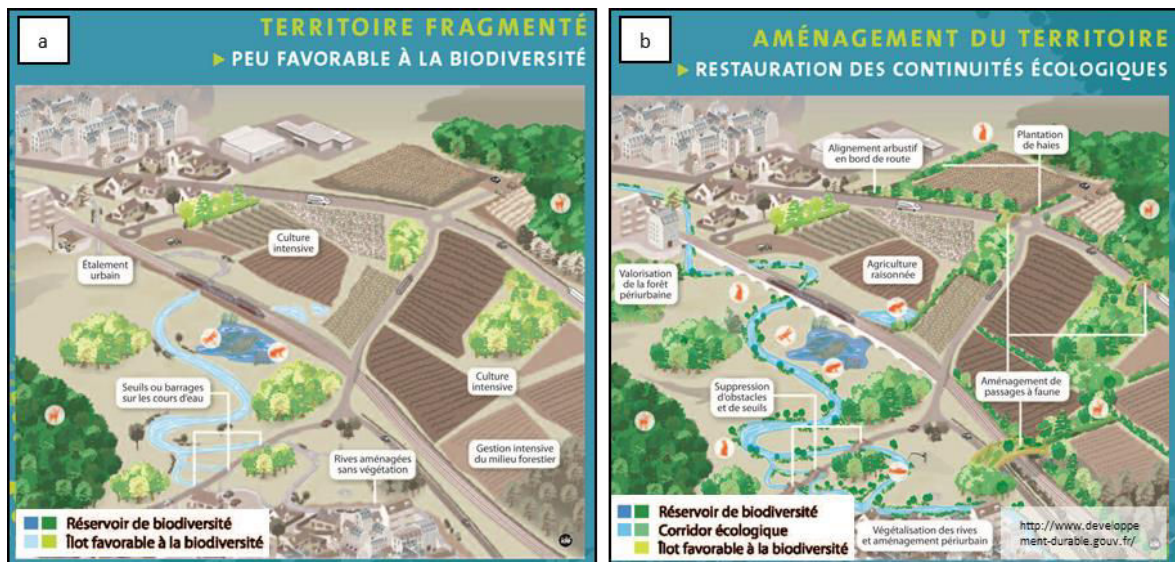 a
TERRITOIRE FRAGMENTÉ
▶ PEU FAVORABLE À LA BIODIVERSITÉ
Culture
intensive
Étalement
urbain
Seuils ou barrages
sur les cours d'eau
Culture
intensive
Rives aménagées
sans végétation
Gestion intensive
du milieu forestier
Réservoir de biodiversité
Îlot favorable à la biodiversité
b
AMÉNAGEMENT DU TERRITOIRE
▶ RESTAURATION DES CONTINUITÉS ÉCOLOGIQUES
Alignement arbustif
en bord de route
Plantation
de haies
Valorisation
de la forêt
périurbaine
Agriculture
raisonnée
Suppression
d'obstacles
et de seuils
Aménagement de
passages à faune
Réservoir de biodiversité
Corridor écologique
Îlot favorable à la biodiversité
Végétalisation des rives
et aménagement périurbain
http://www.developpe
ment-durable.gouv.fr/